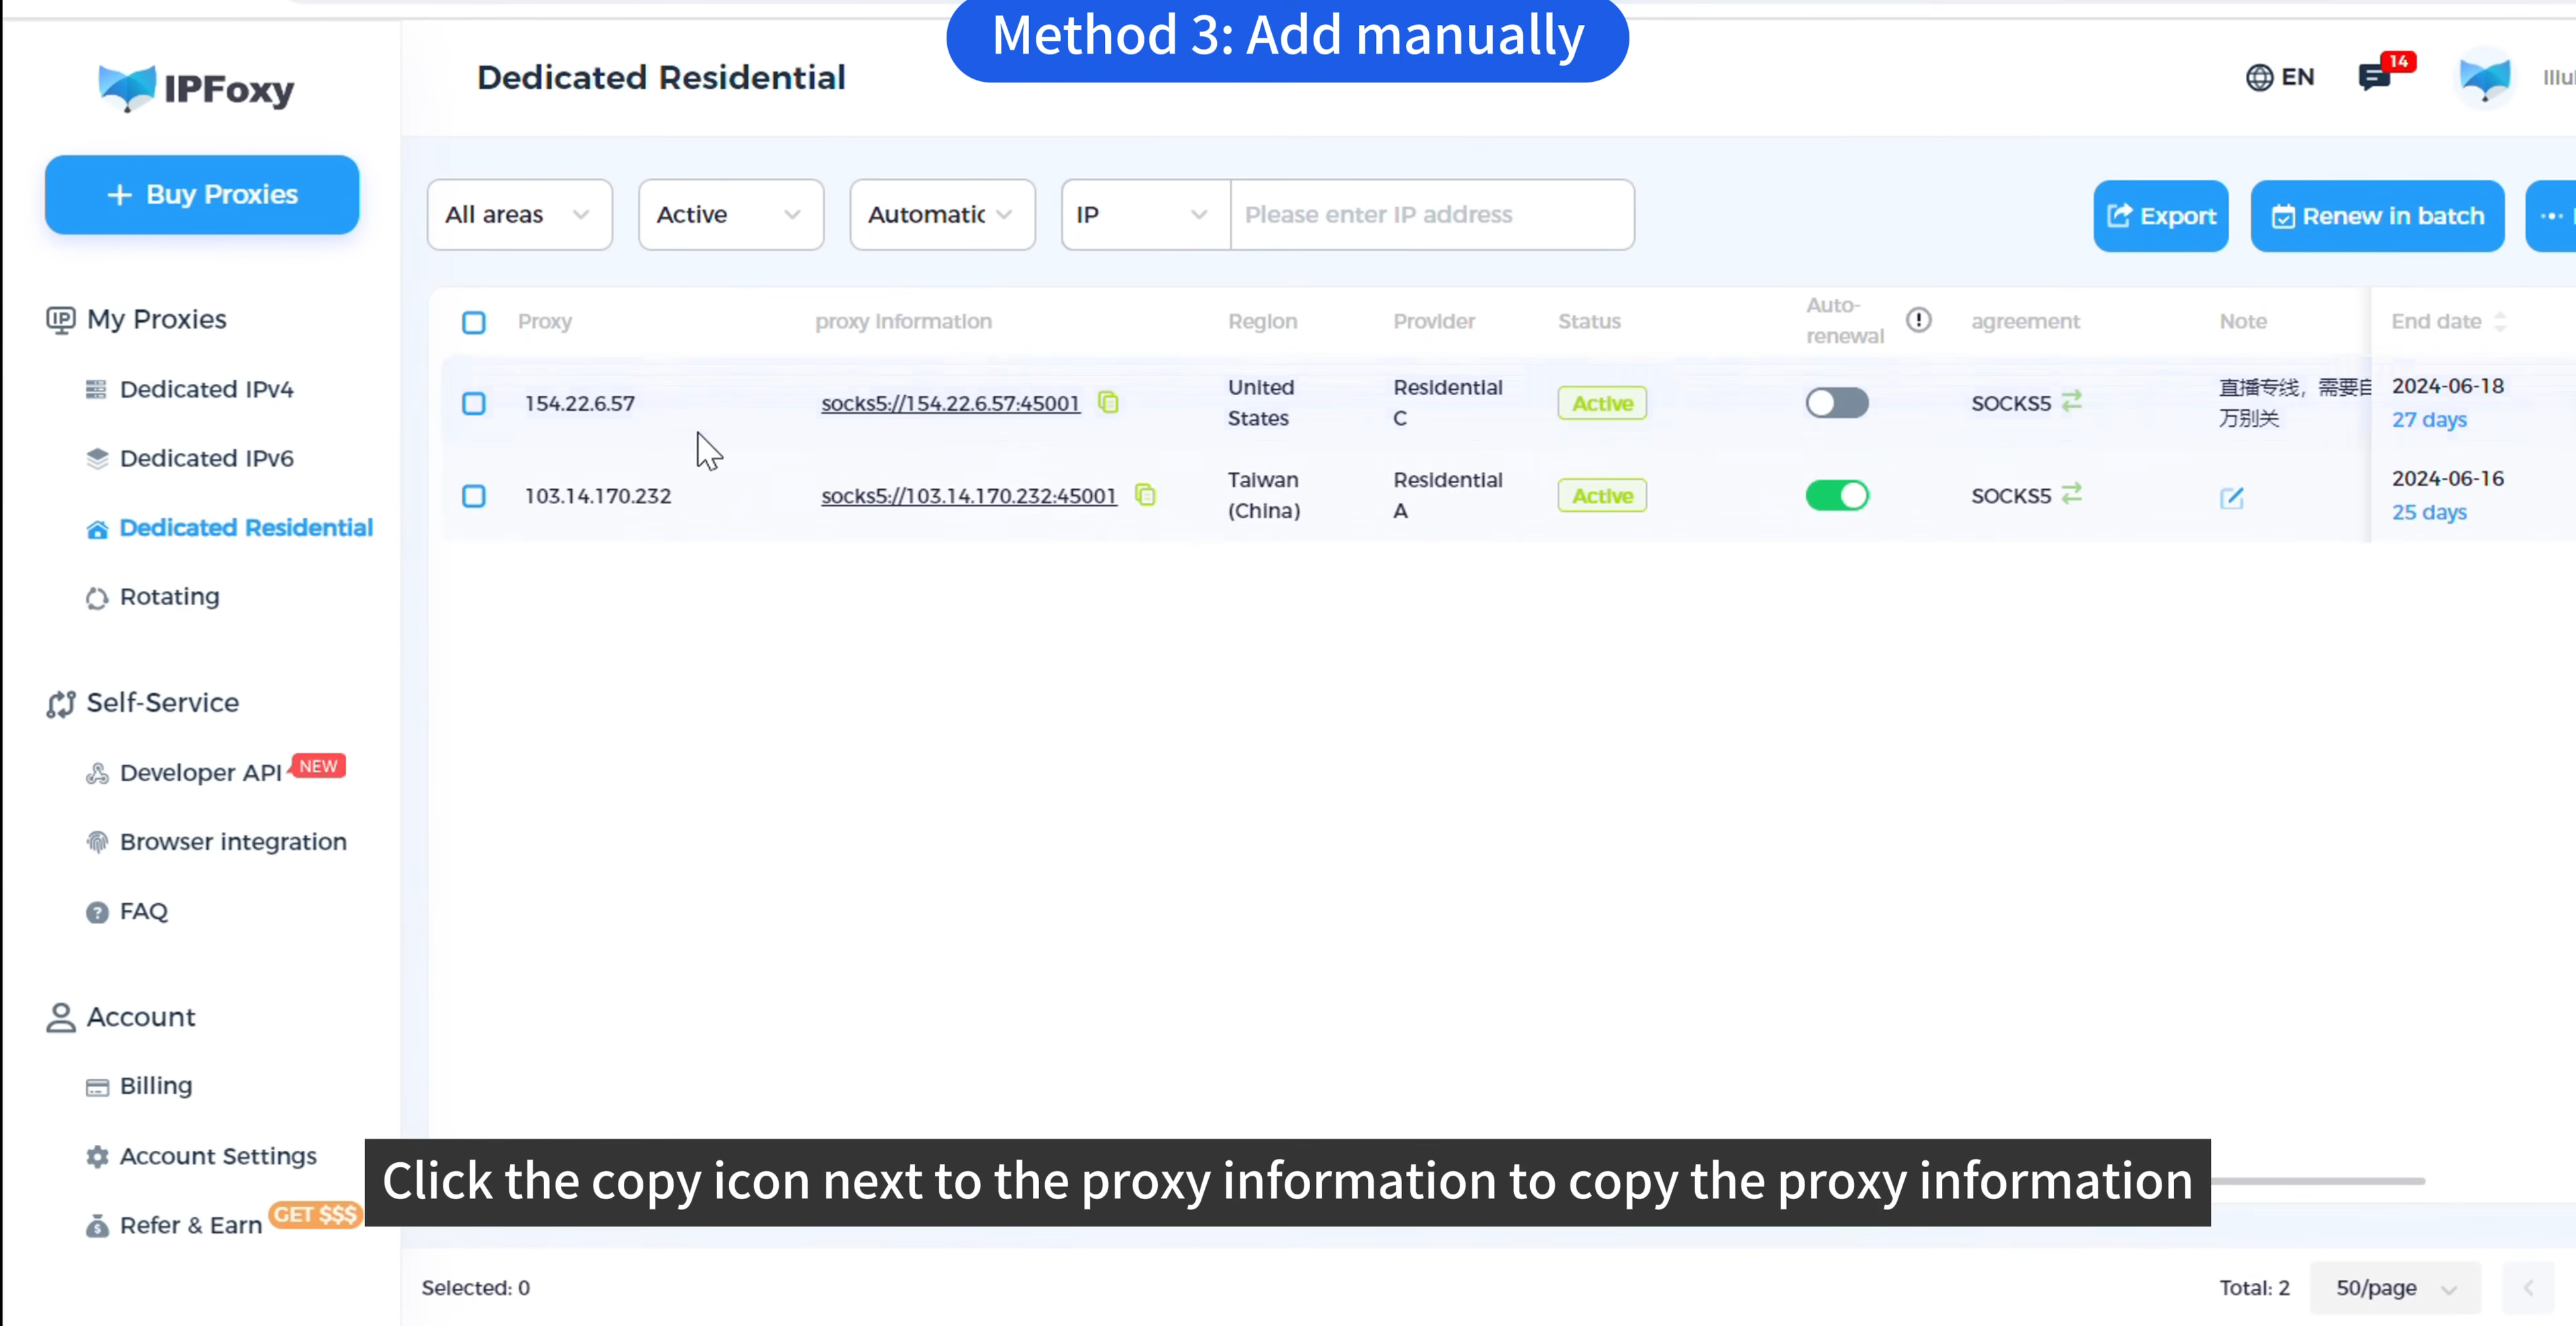 Method 3: Add manually
IPFoxy
Dedicated Residential
EN
14
+ Buy Proxies
All areas
Active
Automatic
IP
Please enter IP address
Export
Renew in batch
My Proxies
Dedicated IPv4
Dedicated IPv6
Dedicated Residential
Rotating
Self-Service
Developer API NEW
Browser integration
FAQ
Account
Billing
Account Settings
Refer & Earn GET $$$
Proxy
proxy information
Region
Provider
Status
Auto-
renewal
agreement
Note
End date
154.22.6.57
socks5://154.22.6.57:45001
United
States
Residential
C
Active
SOCKS5
直播专线，需要自
万别关
2024-06-18
27 days
103.14.170.232
socks5://103.14.170.232:45001
Taiwan
(China)
Residential
A
Active
SOCKS5
2024-06-16
25 days
Click the copy icon next to the proxy information to copy the proxy information
Selected: 0
Total: 2
50/page